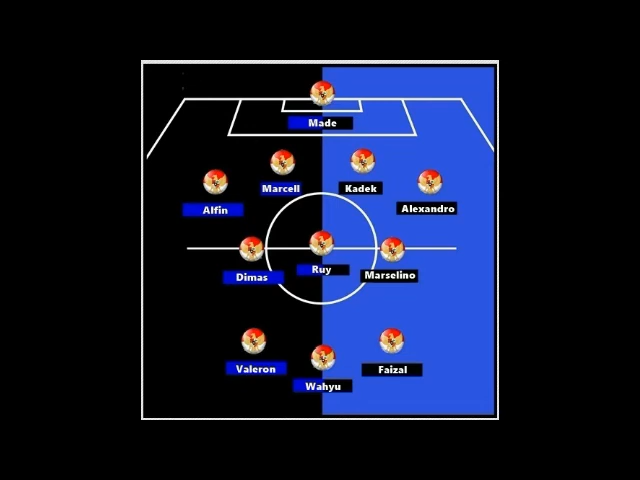 Made
Marcell
Kadek
Alfin
Alexandro
Dimas
Ruy
Marselino
Valeron
Wahyu
Faizal